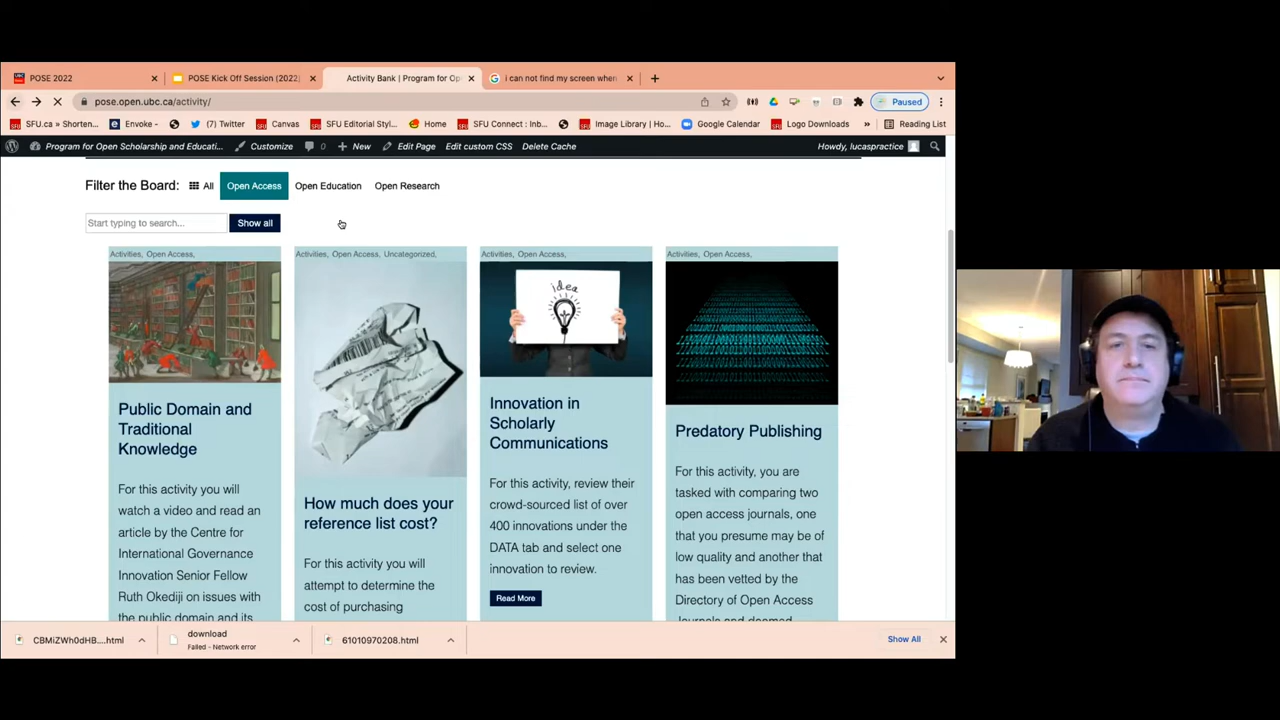 POSE 2022
POSE Kick Off Session (2022)
Activity Bank | Program for Op
i can not find my screen when
pose.open.ubc.ca/activity/
Paused
SFU.ca » Shorten...
Envoke -
(7) Twitter
Canvas
SFU Editorial Styl...
Home
SFU Connect : Inb...
Image Library | Ho...
Google Calendar
Logo Downloads
»
Reading List
Program for Open Scholarship and Educati...
Customize
0
New
Edit Page
Edit custom CSS
Delete Cache
Howdy, lucaspractice
Filter the Board:
All
Open Access
Open Education
Open Research
Start typing to search...
Show all
Activities, Open Access,
Public Domain and
Traditional
Knowledge
For this activity you will
watch a video and read an
article by the Centre for
International Governance
Innovation Senior Fellow
Ruth Okediji on issues with
the public domain and its
Activities, Open Access, Uncategorized,
How much does your
reference list cost?
For this activity you will
attempt to determine the
cost of purchasing
Activities, Open Access,
idea
Innovation in
Scholarly
Communications
For this activity, review their
crowd-sourced list of over
400 innovations under the
DATA tab and select one
innovation to review.
Read More
Activities, Open Access,
Predatory Publishing
For this activity, you are
tasked with comparing two
open access journals, one
that you presume may be of
low quality and another that
has been vetted by the
Directory of Open Access
Journals and deemed
CBMiZWh0dHB....html
download
Failed - Network error
61010970208.html
Show All